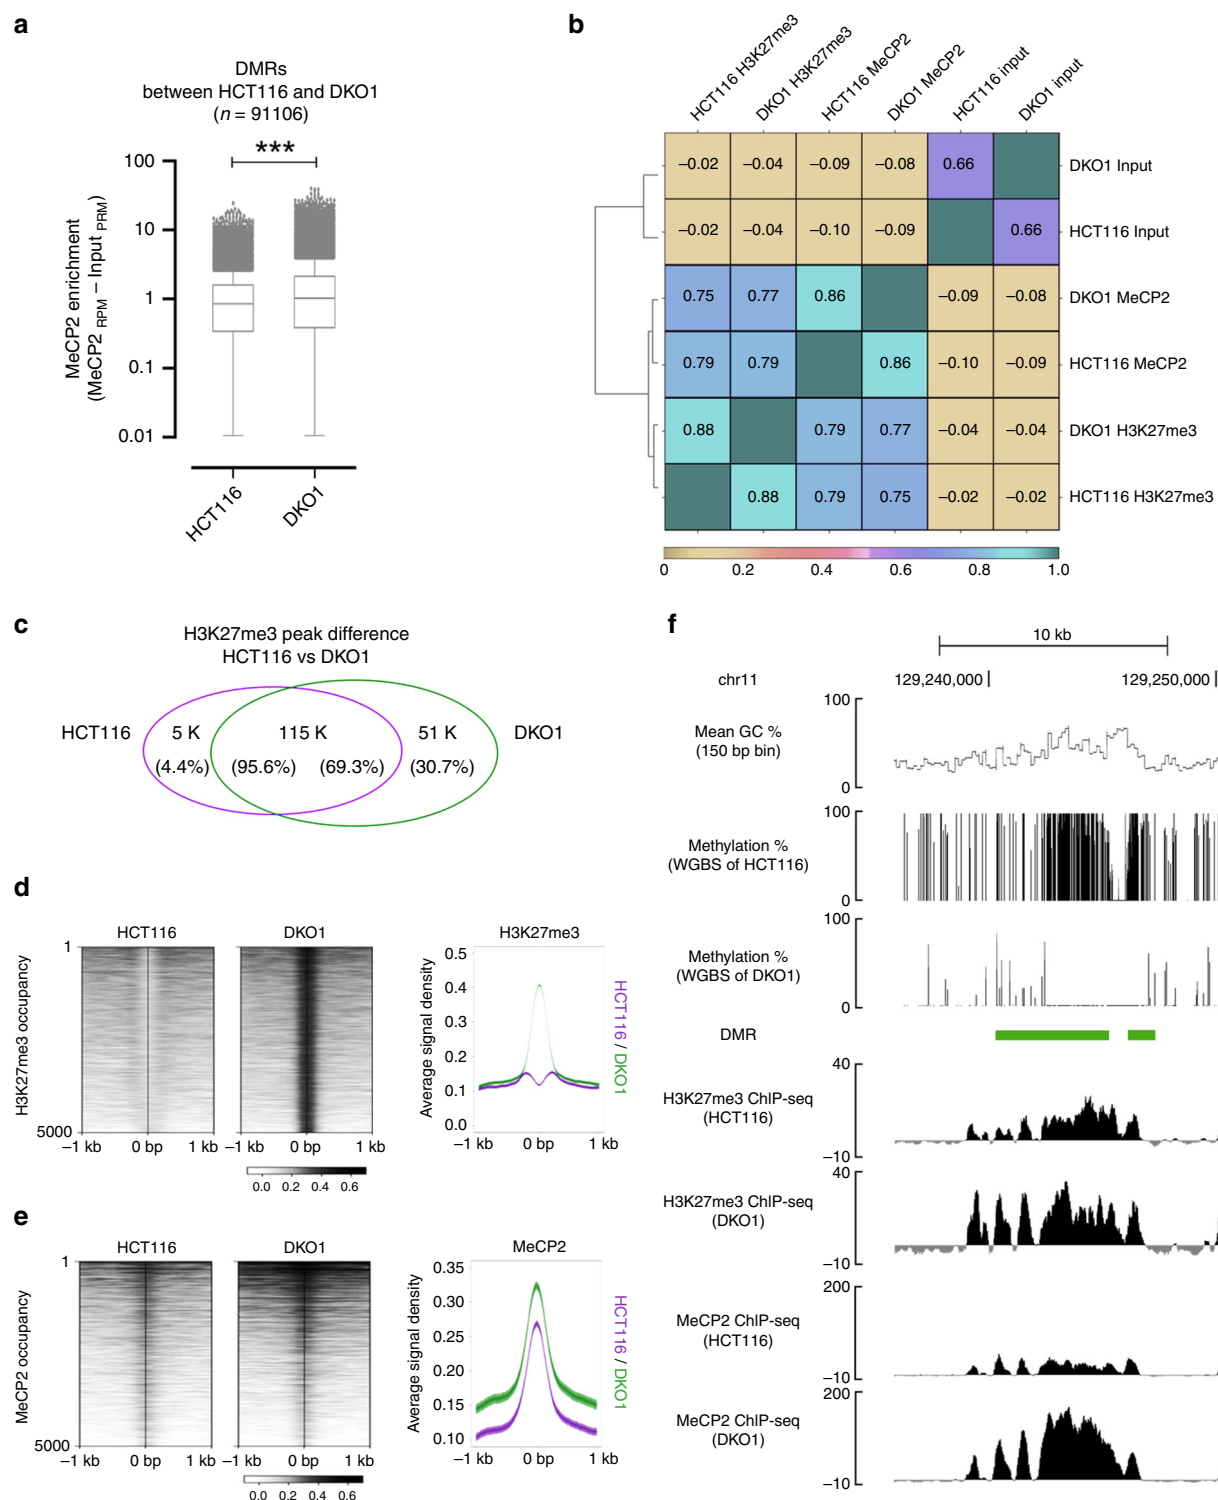 a
DMRs
between HCT116 and DKO1
(n = 91106)
***
100
10
1
0.1
0.01
MeCP2 enrichment
(MeCP2 RPM – Input PRM)
HCT116
DKO1
b
HCT116 H3K27me3
DKO1 H3K27me3
HCT116 MeCP2
DKO1 MeCP2
HCT116 input
DKO1 input
–0.02 –0.04 –0.09 –0.08 0.66 DKO1 Input
–0.02 –0.04 –0.10 –0.09 0.66 HCT116 Input
0.75 0.77 0.86 –0.09 –0.08 DKO1 MeCP2
0.79 0.79 0.86 –0.10 –0.09 HCT116 MeCP2
0.88 0.79 0.77 –0.04 –0.04 DKO1 H3K27me3
0.88 0.79 0.75 –0.02 –0.02 HCT116 H3K27me3
0 0.2 0.4 0.6 0.8 1.0
c
H3K27me3 peak difference
HCT116 vs DKO1
HCT116 5 K 115 K 51 K DKO1
(4.4%) (95.6%) (69.3%) (30.7%)
d
HCT116 DKO1
H3K27me3 occupancy
1
5000
–1 kb 0 bp 1 kb –1 kb 0 bp 1 kb
0.0 0.2 0.4 0.6
H3K27me3
Average signal density
0.5
0.4
0.3
0.2
0.1
0.0
–1 kb 0 bp 1 kb
HCT116 / DKO1
e
HCT116 DKO1
MeCP2 occupancy
1
5000
–1 kb 0 bp 1 kb –1 kb 0 bp 1 kb
0.0 0.2 0.4 0.6
MeCP2
Average signal density
0.35
0.30
0.25
0.20
0.15
0.10
–1 kb 0 bp 1 kb
HCT116 / DKO1
f
10 kb
chr11 129,240,000 129,250,000
Mean GC %
(150 bp bin)
100
0
Methylation %
(WGBS of HCT116)
100
0
Methylation %
(WGBS of DKO1)
100
0
DMR
H3K27me3 ChIP-seq
(HCT116)
40
–10
H3K27me3 ChIP-seq
(DKO1)
40
–10
MeCP2 ChIP-seq
(HCT116)
200
–10
MeCP2 ChIP-seq
(DKO1)
200
–10